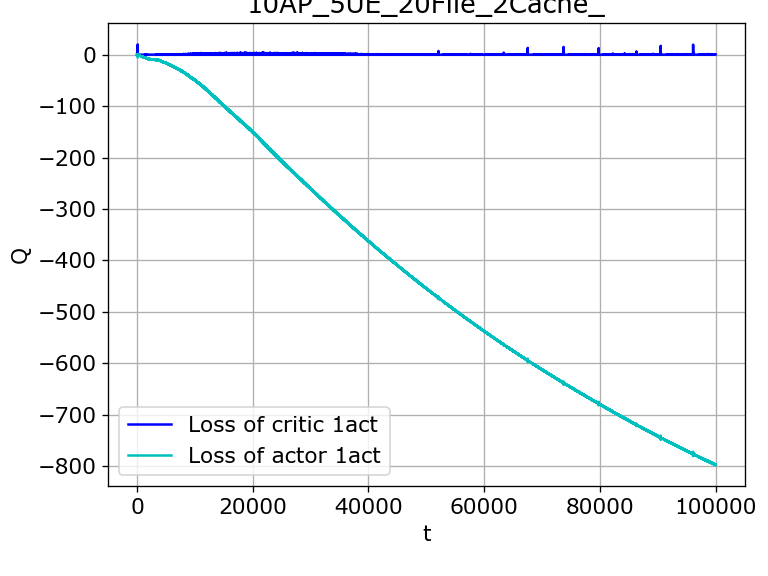 10AP_5UE_20File_2Cache_
0
−100
−200
−300
−400
−500
−600
−700
−800
Q
Loss of critic 1act
Loss of actor 1act
0 20000 40000 60000 80000 100000
t